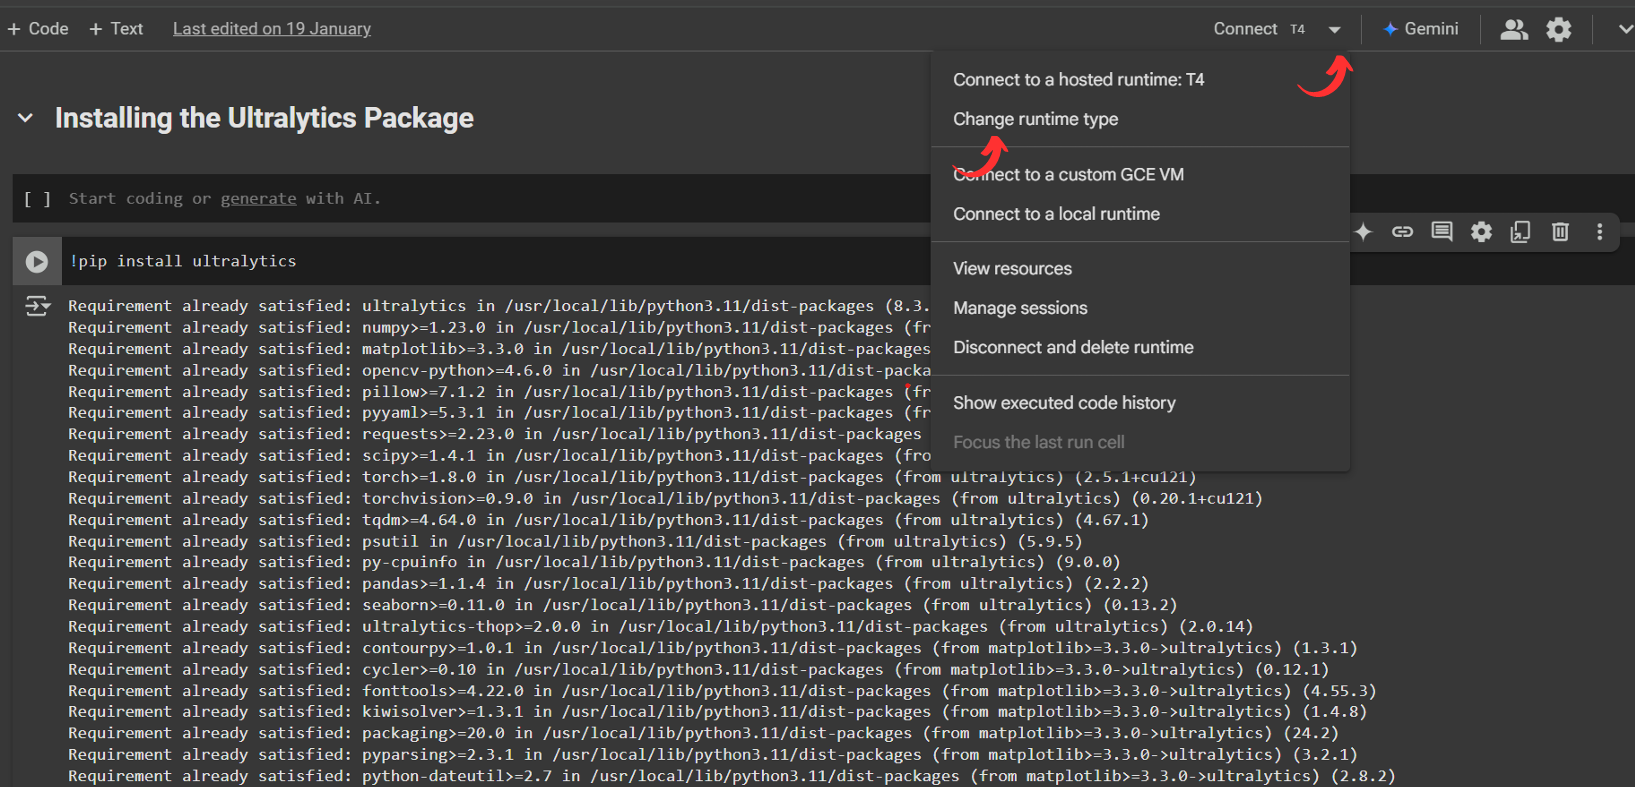 + Code + Text Last edited on 19 January Connect T4 Gemini
Connect to a hosted runtime: T4
Change runtime type
Connect to a custom GCE VM
Connect to a local runtime
View resources
Manage sessions
Disconnect and delete runtime
Show executed code history
Focus the last run cell
Installing the Ultralytics Package
[ ] Start coding or generate with AI.
!pip install ultralytics
Requirement already satisfied: ultralytics in /usr/local/lib/python3.11/dist-packages (8.3.
Requirement already satisfied: numpy>=1.23.0 in /usr/local/lib/python3.11/dist-packages (fr
Requirement already satisfied: matplotlib>=3.3.0 in /usr/local/lib/python3.11/dist-packages
Requirement already satisfied: opencv-python>=4.6.0 in /usr/local/lib/python3.11/dist-packa
Requirement already satisfied: pillow>=7.1.2 in /usr/local/lib/python3.11/dist-packages (fr
Requirement already satisfied: pyyaml>=5.3.1 in /usr/local/lib/python3.11/dist-packages (fr
Requirement already satisfied: requests>=2.23.0 in /usr/local/lib/python3.11/dist-packages
Requirement already satisfied: scipy>=1.4.1 in /usr/local/lib/python3.11/dist-packages (fro
Requirement already satisfied: torch>=1.8.0 in /usr/local/lib/python3.11/dist-packages (from ultralytics) (2.5.1+cu121)
Requirement already satisfied: torchvision>=0.9.0 in /usr/local/lib/python3.11/dist-packages (from ultralytics) (0.20.1+cu121)
Requirement already satisfied: tqdm>=4.64.0 in /usr/local/lib/python3.11/dist-packages (from ultralytics) (4.67.1)
Requirement already satisfied: psutil in /usr/local/lib/python3.11/dist-packages (from ultralytics) (5.9.5)
Requirement already satisfied: py-cpuinfo in /usr/local/lib/python3.11/dist-packages (from ultralytics) (9.0.0)
Requirement already satisfied: pandas>=1.1.4 in /usr/local/lib/python3.11/dist-packages (from ultralytics) (2.2.2)
Requirement already satisfied: seaborn>=0.11.0 in /usr/local/lib/python3.11/dist-packages (from ultralytics) (0.13.2)
Requirement already satisfied: ultralytics-thop>=2.0.0 in /usr/local/lib/python3.11/dist-packages (from ultralytics) (2.0.14)
Requirement already satisfied: contourpy>=1.0.1 in /usr/local/lib/python3.11/dist-packages (from matplotlib>=3.3.0->ultralytics) (1.3.1)
Requirement already satisfied: cycler>=0.10 in /usr/local/lib/python3.11/dist-packages (from matplotlib>=3.3.0->ultralytics) (0.12.1)
Requirement already satisfied: fonttools>=4.22.0 in /usr/local/lib/python3.11/dist-packages (from matplotlib>=3.3.0->ultralytics) (4.55.3)
Requirement already satisfied: kiwisolver>=1.3.1 in /usr/local/lib/python3.11/dist-packages (from matplotlib>=3.3.0->ultralytics) (1.4.8)
Requirement already satisfied: packaging>=20.0 in /usr/local/lib/python3.11/dist-packages (from matplotlib>=3.3.0->ultralytics) (24.2)
Requirement already satisfied: pyparsing>=2.3.1 in /usr/local/lib/python3.11/dist-packages (from matplotlib>=3.3.0->ultralytics) (3.2.1)
Requirement already satisfied: python-dateutil>=2.7 in /usr/local/lib/python3.11/dist-packages (from matplotlib>=3.3.0->ultralytics) (2.8.2)